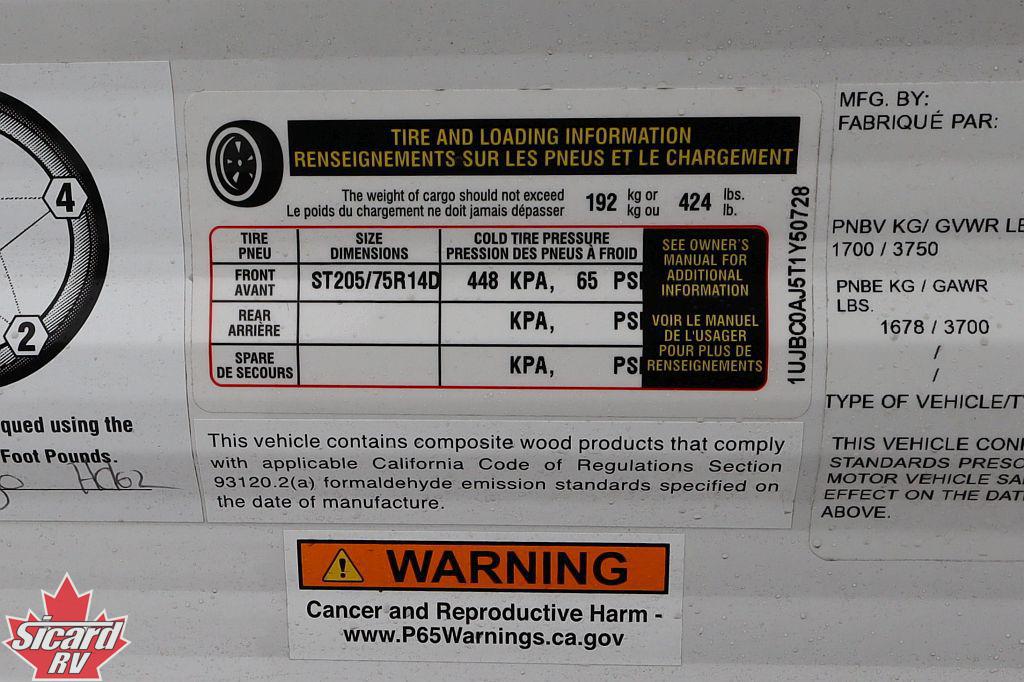 4
2
qued using the
Foot Pounds.
TIRE AND LOADING INFORMATION
RENSEIGNEMENTS SUR LES PNEUS ET LE CHARGEMENT
The weight of cargo should not exceed 192 kg or 424 lbs.
Le poids du chargement ne doit jamais dépasser kg ou lb.
TIRE SIZE COLD TIRE PRESSURE
PNEU DIMENSIONS PRESSION DES PNEUS À FROID
FRONT ST205/75R14D 448 KPA, 65 PSI
AVANT
REAR KPA, PSI
ARRIÈRE
SPARE KPA, PSI
DE SECOURS
SEE OWNER'S
MANUAL FOR
ADDITIONAL
INFORMATION
VOIR LE MANUEL
DE L'USAGER
POUR PLUS DE
RENSEIGNEMENTS
1UJBC0AJ5T1Y50728
This vehicle contains composite wood products that comply
with applicable California Code of Regulations Section
93120.2(a) formaldehyde emission standards specified on
the date of manufacture.
WARNING
Cancer and Reproductive Harm -
www.P65Warnings.ca.gov
MFG. BY:
FABRIQUÉ PAR:
PNBV KG/ GVWR LB
1700 / 3750
PNBE KG / GAWR
LBS.
1678 / 3700
/
/
TYPE OF VEHICLE/TY
THIS VEHICLE CONF
STANDARDS PRESC
MOTOR VEHICLE SA
EFFECT ON THE DAT
ABOVE.
Sicard
RV